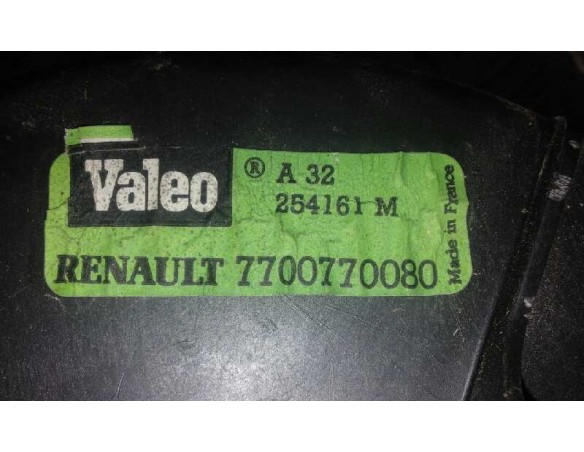 Valeo ® A 32
254161 M
RENAULT 7700770080
Made in France